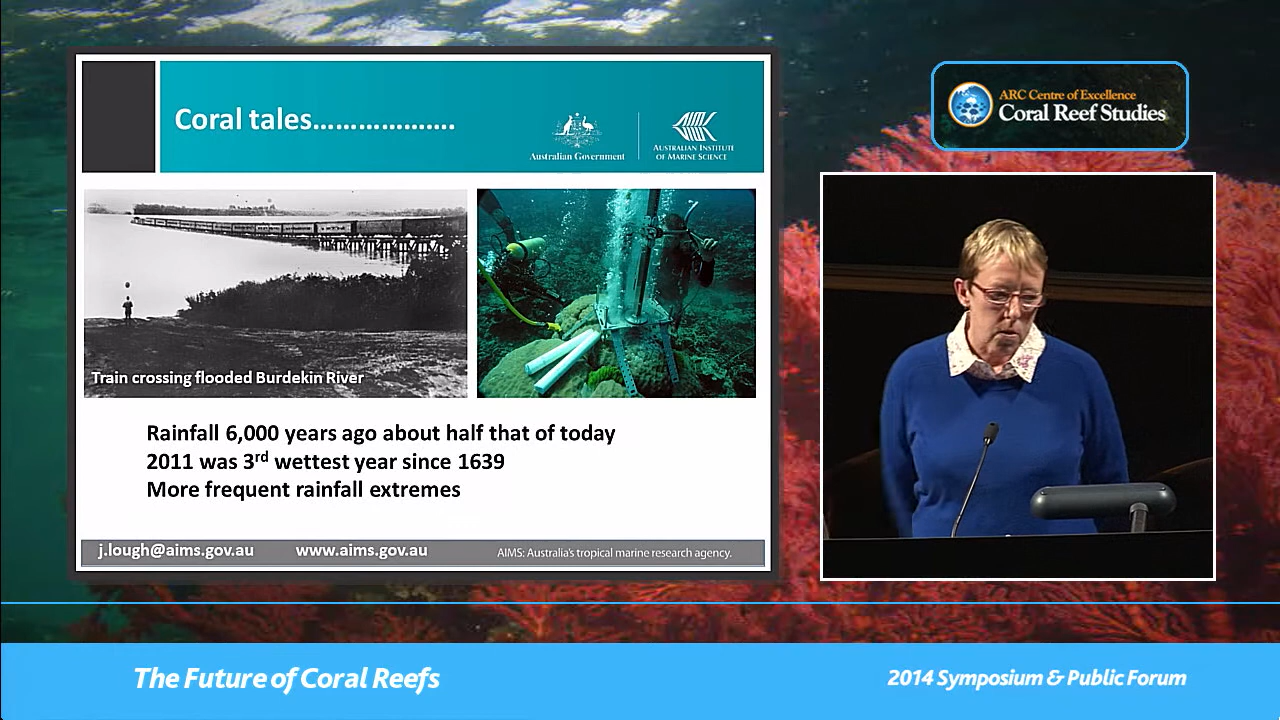 Coral tales...................
Australian Government
AUSTRALIAN INSTITUTE
OF MARINE SCIENCE
Train crossing flooded Burdekin River
Rainfall 6,000 years ago about half that of today
2011 was 3rd wettest year since 1639
More frequent rainfall extremes
j.lough@aims.gov.au www.aims.gov.au AIMS: Australia's tropical marine research agency.
ARC Centre of Excellence
Coral Reef Studies
The Future of Coral Reefs
2014 Symposium & Public Forum